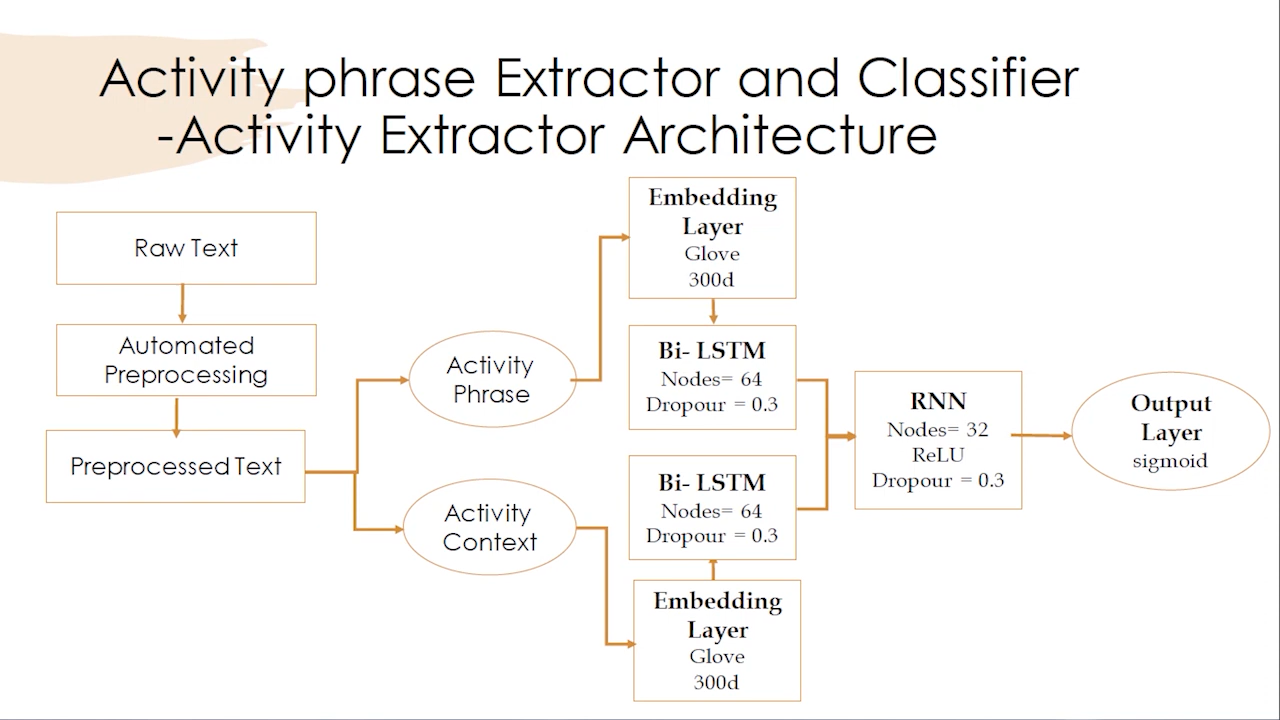 Activity phrase Extractor and Classifier
-Activity Extractor Architecture
Raw Text
Automated
Preprocessing
Preprocessed Text
Activity
Phrase
Activity
Context
Embedding
Layer
Glove
300d
Bi- LSTM
Nodes= 64
Dropour = 0.3
Bi- LSTM
Nodes= 64
Dropour = 0.3
Embedding
Layer
Glove
300d
RNN
Nodes= 32
ReLU
Dropour = 0.3
Output
Layer
sigmoid